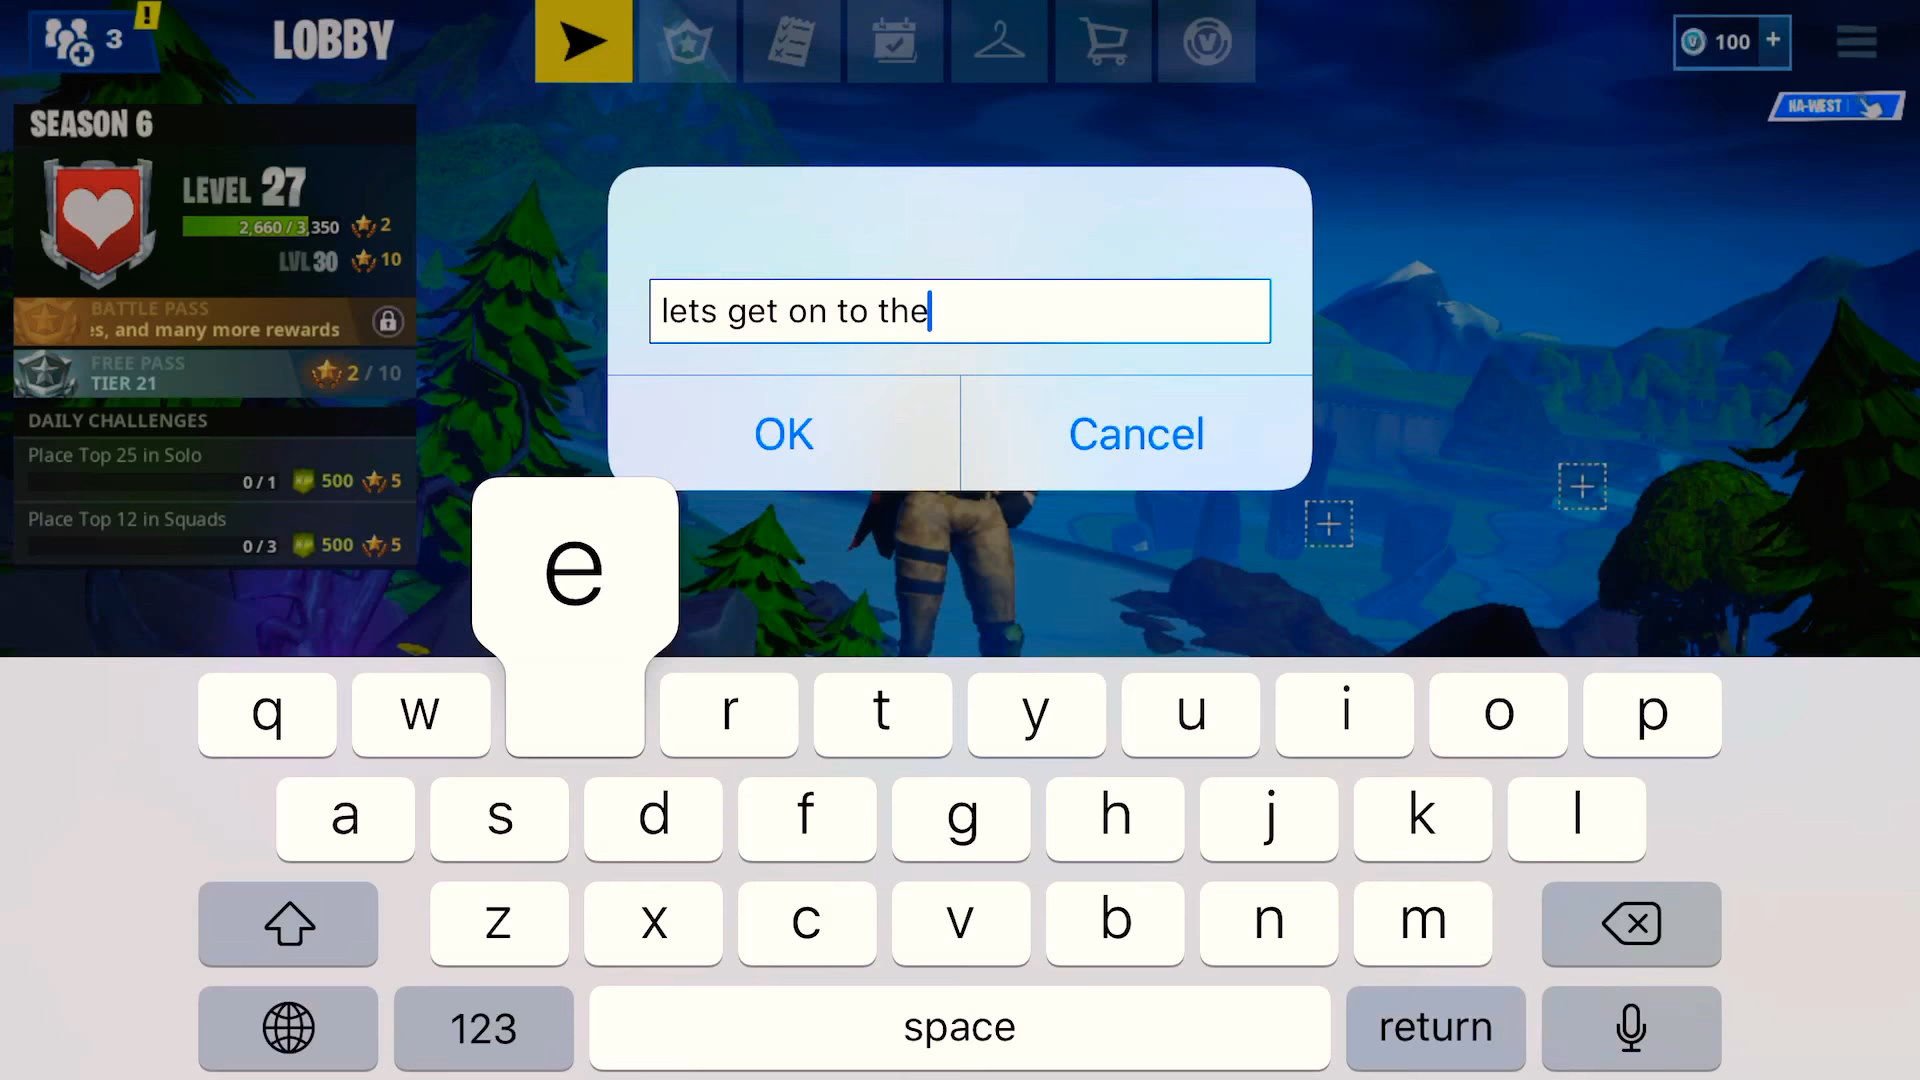 3
!
LOBBY
100 +
NA-WEST
SEASON 6
LEVEL 27
2,660 / 3,350
2
LVL 30
10
BATTLE PASS
es, and many more rewards
FREE PASS
TIER 21
2 / 10
DAILY CHALLENGES
Place Top 25 in Solo
0 / 1
XP 500
5
Place Top 12 in Squads
0 / 3
XP 500
5
lets get on to the
OK
Cancel
e
q w r t y u i o p
a s d f g h j k l
z x c v b n m
123 space return